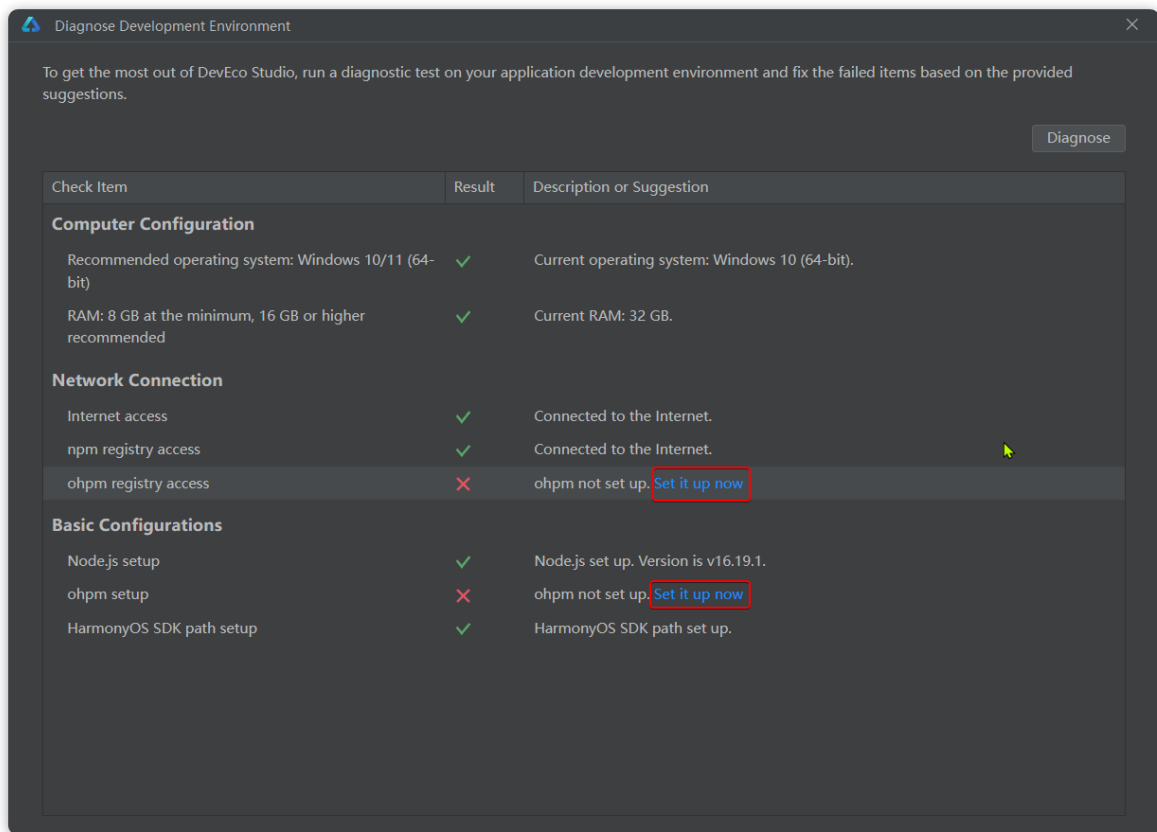 Diagnose Development Environment
To get the most out of DevEco Studio, run a diagnostic test on your application development environment and fix the failed items based on the provided
suggestions.
Diagnose
Check Item Result Description or Suggestion
Computer Configuration
Recommended operating system: Windows 10/11 (64- Current operating system: Windows 10 (64-bit).
bit)
RAM: 8 GB at the minimum, 16 GB or higher Current RAM: 32 GB.
recommended
Network Connection
Internet access Connected to the Internet.
npm registry access Connected to the Internet.
ohpm registry access ohpm not set up. Set it up now
Basic Configurations
Node.js setup Node.js set up. Version is v16.19.1.
ohpm setup ohpm not set up. Set it up now
HarmonyOS SDK path setup HarmonyOS SDK path set up.